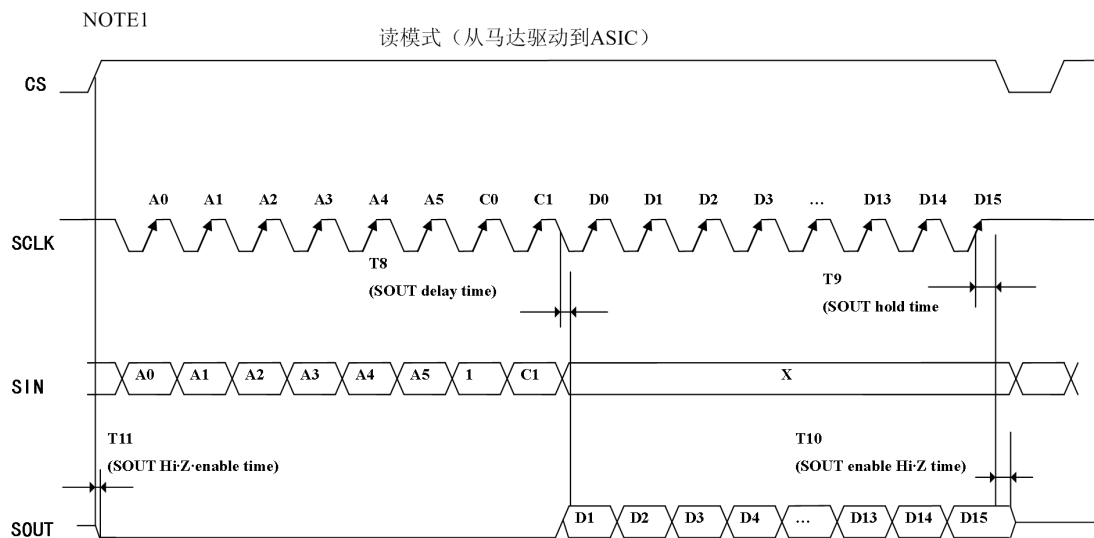 NOTE1
读模式（从马达驱动到ASIC）
CS
A0 A1 A2 A3 A4 A5 C0 C1 D0 D1 D2 D3 … D13 D14 D15
SCLK
T8
(SOUT delay time)
T9
(SOUT hold time
SIN
A0 A1 A2 A3 A4 A5 1 C1 X
T11
(SOUT Hi·Z·enable time)
T10
(SOUT enable Hi·Z time)
SOUT
D1 D2 D3 D4 … D13 D14 D15